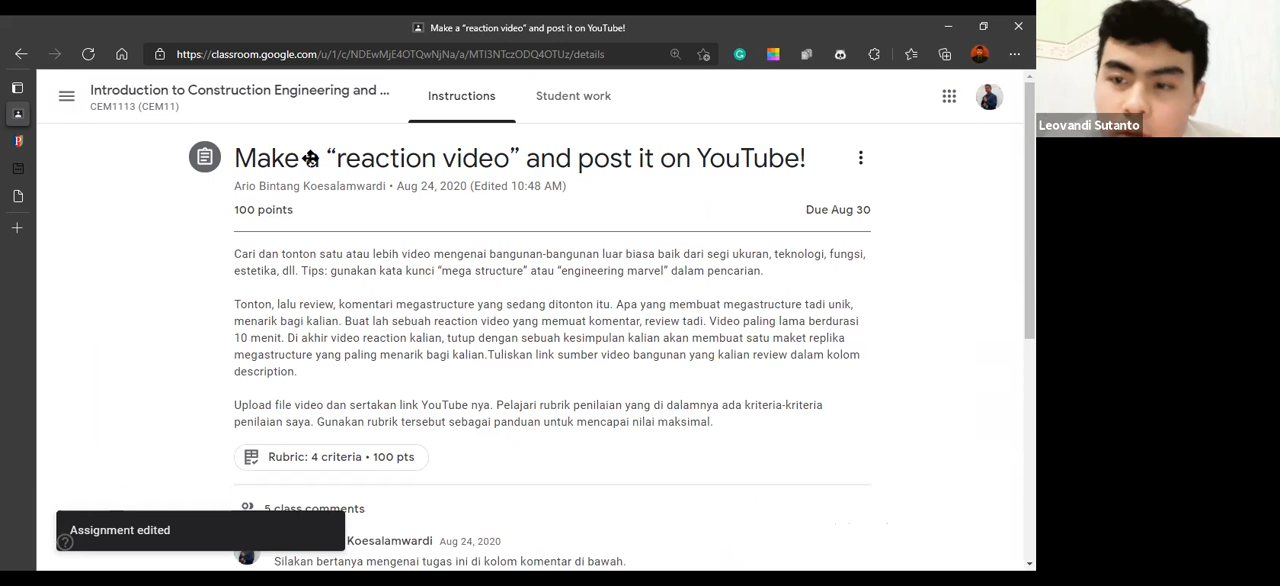 Make a “reaction video” and post it on YouTube!
https://classroom.google.com/u/1/c/NDEwMjE4OTQwNjNa/a/MTI3NTczODQ4OTUz/details
Introduction to Construction Engineering and ...
CEM1113 (CEM11)
Instructions
Student work
Leovandi Sutanto
Make “reaction video” and post it on YouTube!
Ario Bintang Koesalamwardi • Aug 24, 2020 (Edited 10:48 AM)
100 points
Due Aug 30
Cari dan tonton satu atau lebih video mengenai bangunan-bangunan luar biasa baik dari segi ukuran, teknologi, fungsi,
estetika, dll. Tips: gunakan kata kunci “mega structure” atau “engineering marvel” dalam pencarian.
Tonton, lalu review, komentari megastructure yang sedang ditonton itu. Apa yang membuat megastructure tadi unik,
menarik bagi kalian. Buat lah sebuah reaction video yang memuat komentar, review tadi. Video paling lama berdurasi
10 menit. Di akhir video reaction kalian, tutup dengan sebuah kesimpulan kalian akan membuat satu maket replika
megastructure yang paling menarik bagi kalian.Tuliskan link sumber video bangunan yang kalian review dalam kolom
description.
Upload file video dan sertakan link YouTube nya. Pelajari rubrik penilaian yang di dalamnya ada kriteria-kriteria
penilaian saya. Gunakan rubrik tersebut sebagai panduan untuk mencapai nilai maksimal.
Rubric: 4 criteria • 100 pts
5 class comments
Assignment edited
Koesalamwardi Aug 24, 2020
Silakan bertanya mengenai tugas ini di kolom komentar di bawah.